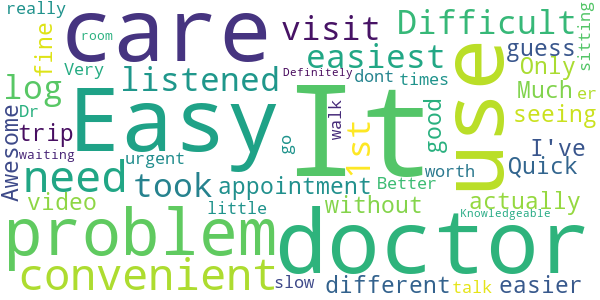 really
room
fine
care
visit
Difficult
Very
Definitely
easiest
guess
sitting
log
listened
dont
times
Only
Dr
Easy
It
use
Much
er
Awesome
trip
walk
good
seeing
waiting
urgent
go
1st
I've
need
took
appointment
Better
worth
Quick
video
little
without
actually
problem
doctor
Knowledgeable
convenient
different
slow
talk
easier